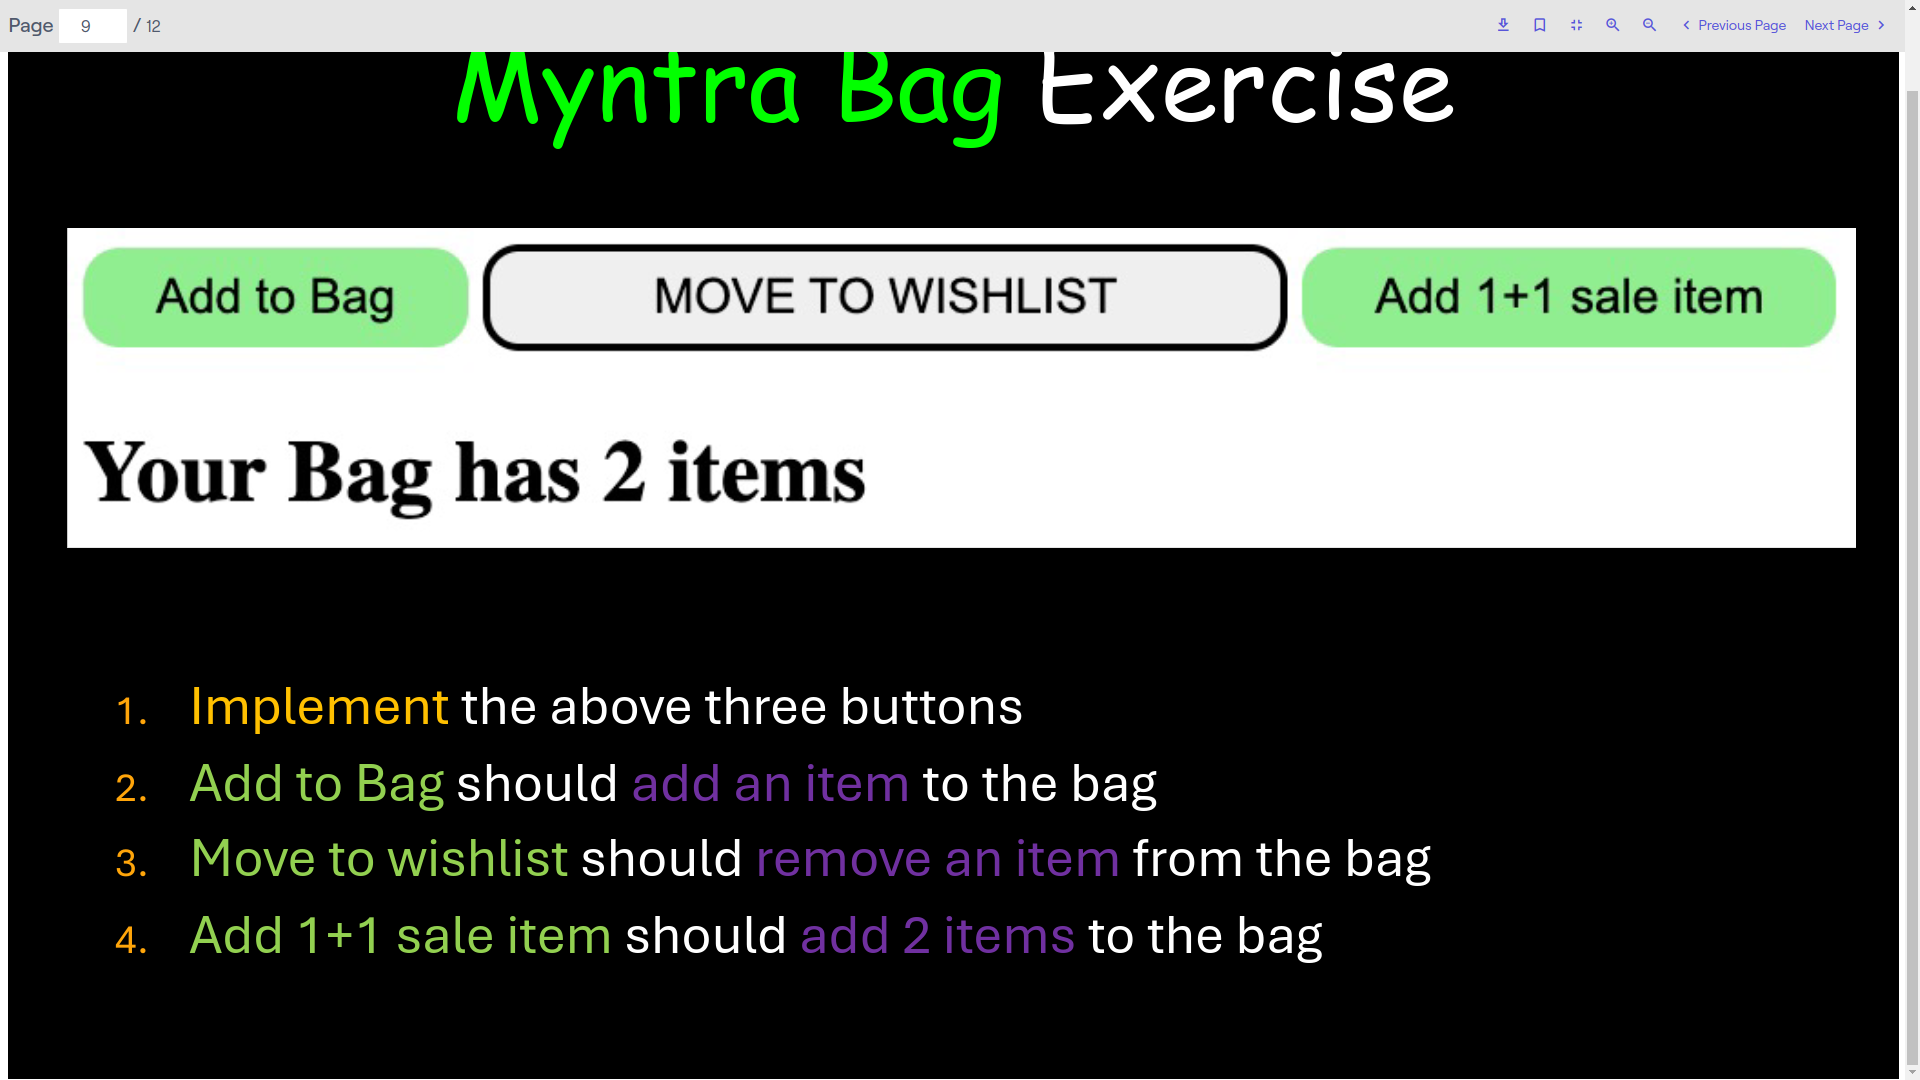 Page 9 / 12
Previous Page Next Page
Myntra Bag Exercise
Add to Bag MOVE TO WISHLIST Add 1+1 sale item
Your Bag has 2 items
1. Implement the above three buttons
2. Add to Bag should add an item to the bag
3. Move to wishlist should remove an item from the bag
4. Add 1+1 sale item should add 2 items to the bag